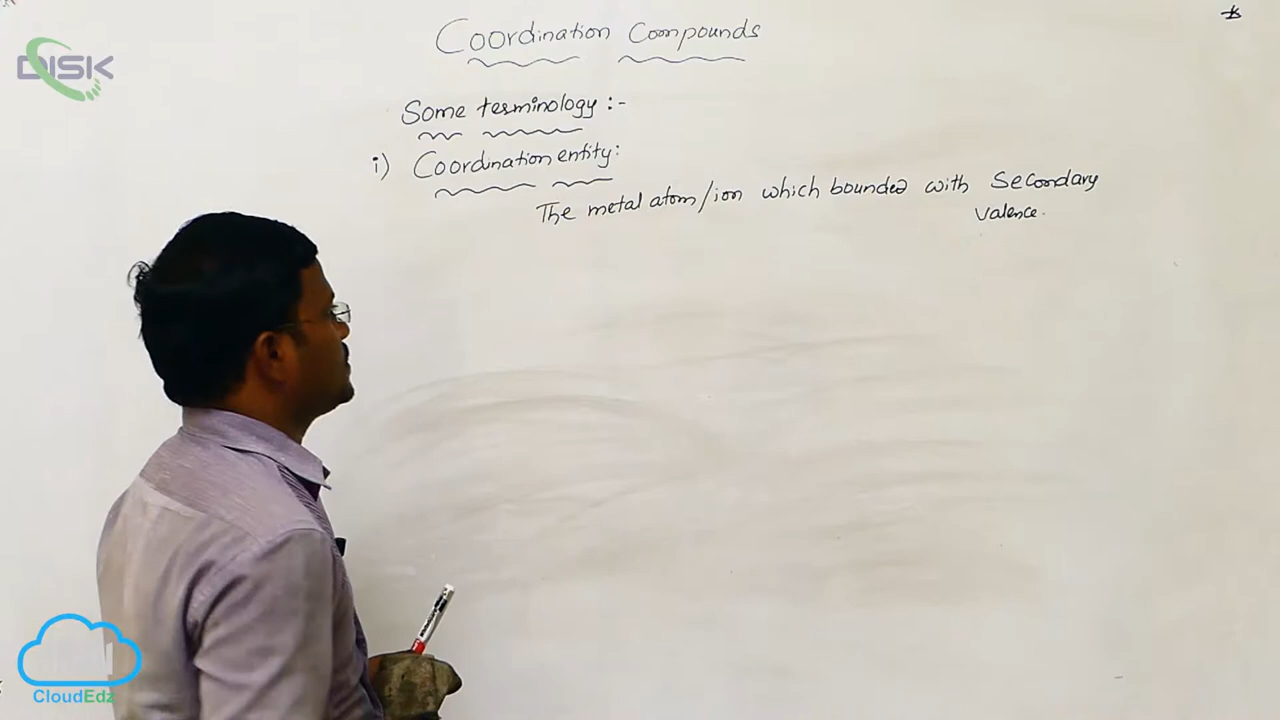 DISK
Coordination Compounds
Some terminology :-
i) Coordination entity:
The metal atom/ion which bounded with Secondary
Valence.
CloudEdz